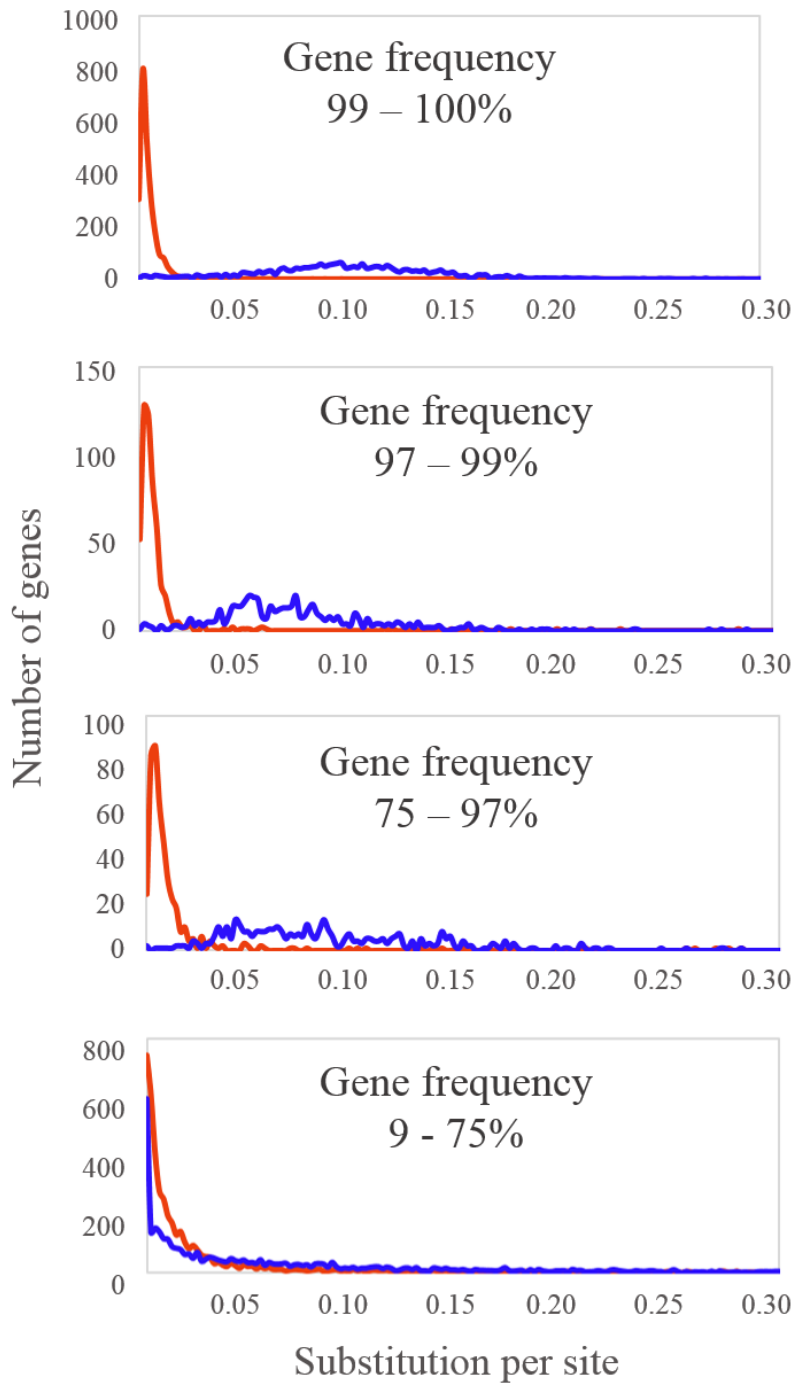 1000
800
600
400
200
0
Gene frequency
99 – 100%
0.05 0.10 0.15 0.20 0.25 0.30
150
100
50
0
Gene frequency
97 – 99%
0.05 0.10 0.15 0.20 0.25 0.30
Number of genes
100
80
60
40
20
0
Gene frequency
75 – 97%
0.05 0.10 0.15 0.20 0.25 0.30
800
600
400
200
0
Gene frequency
9 - 75%
0.05 0.10 0.15 0.20 0.25 0.30
Substitution per site